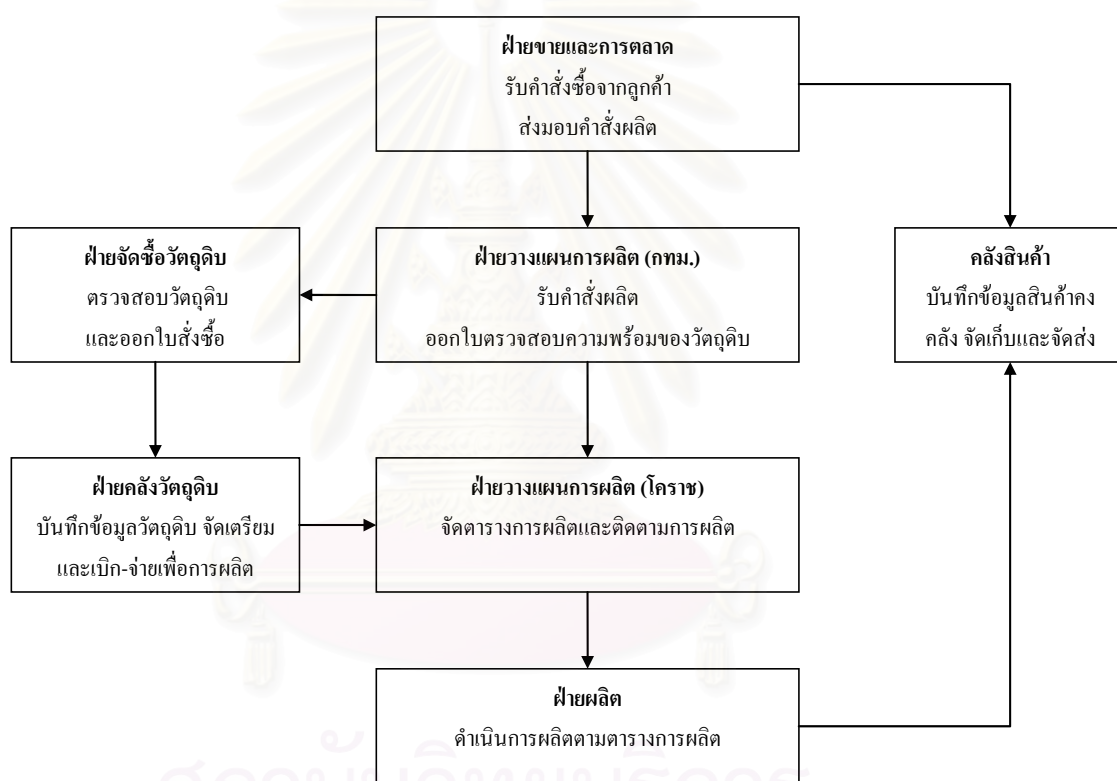 ฝ่ายขายและการตลาด
รับคำสั่งซื้อจากลูกค้า
ส่งมอบคำสั่งผลิต
ฝ่ายจัดซื้อวัตถุดิบ
ตรวจสอบวัตถุดิบ
และออกใบสั่งซื้อ
ฝ่ายวางแผนการผลิต (กทม.)
รับคำสั่งผลิต
ออกใบตรวจสอบความพร้อมของวัตถุดิบ
คลังสินค้า
บันทึกข้อมูลสินค้าคง
คลัง จัดเก็บและจัดส่ง
ฝ่ายคลังวัตถุดิบ
บันทึกข้อมูลวัตถุดิบ จัดเตรียม
และเบิก-จ่ายเพื่อการผลิต
ฝ่ายวางแผนการผลิต (โคราช)
จัดตารางการผลิตและติดตามการผลิต
ฝ่ายผลิต
ดำเนินการผลิตตามตารางการผลิต